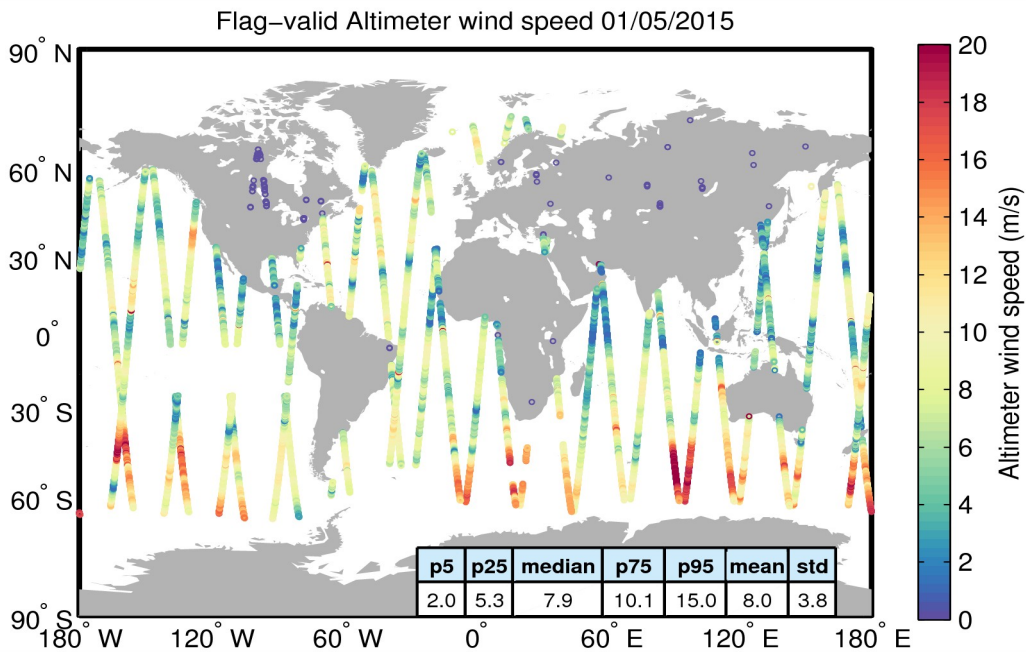 Flag−valid Altimeter wind speed 01/05/2015
90° N
60° N
30° N
0°
30° S
60° S
90° S
180° W
120° W
60° W
0°
60° E
120° E
180° E
p5 p25 median p75 p95 mean std
2.0 5.3 7.9 10.1 15.0 8.0 3.8
20
18
16
14
12
10
8
6
4
2
0
Altimeter wind speed (m/s)